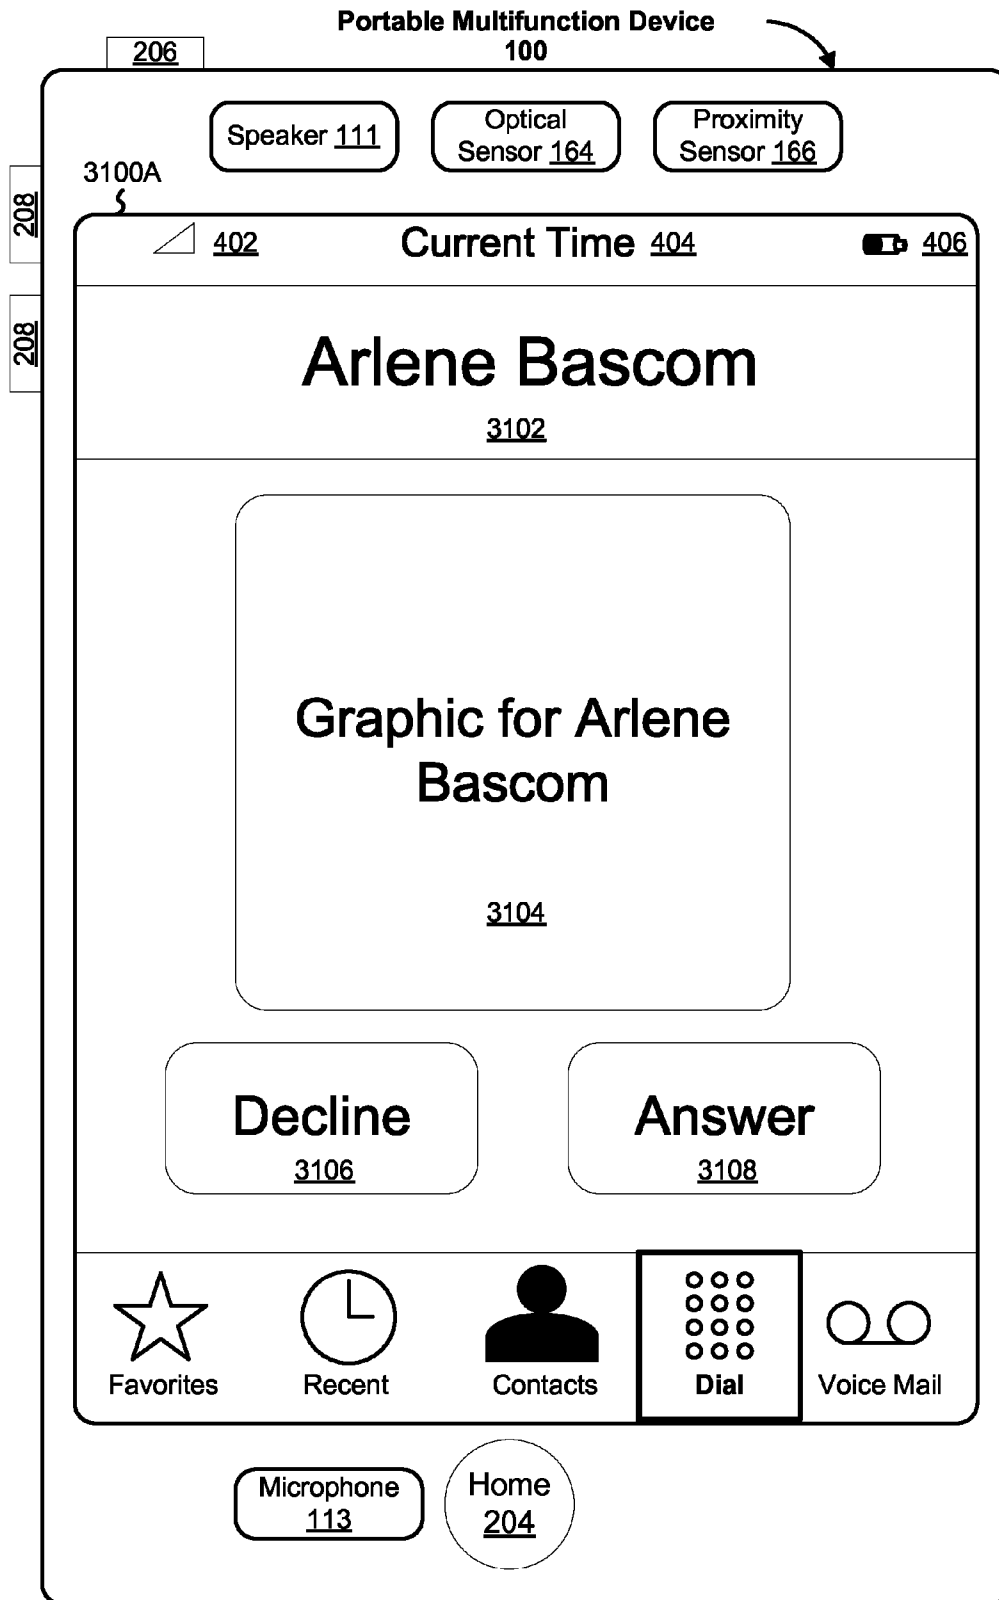 Portable Multifunction Device
100
206
Speaker 111
Optical
Sensor 164
Proximity
Sensor 166
3100A
208
208
402
Current Time 404
406
Arlene Bascom
3102
Graphic for Arlene
Bascom
3104
Decline
3106
Answer
3108
Favorites
Recent
Contacts
Dial
Voice Mail
Microphone
113
Home
204